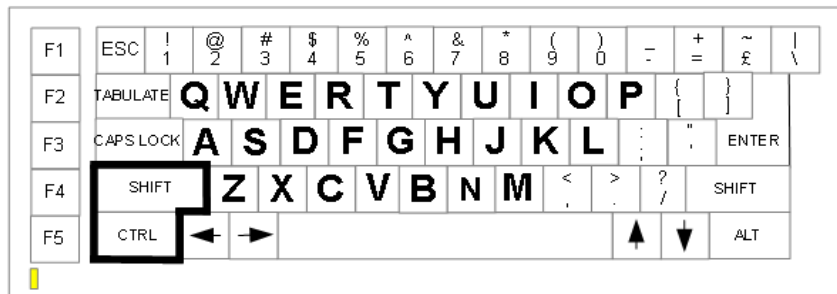 F1 ESC ! 1 @ 2 # 3 $ 4 % 5 ^ 6 & 7 * 8 ( 9 ) 0 _ - + = ~ £ | \
F2 TABULATE Q W E R T Y U I O P { [ } ]
F3 CAPS LOCK A S D F G H J K L : ; " ' ENTER
F4 SHIFT Z X C V B N M < , > . ? / SHIFT
F5 CTRL ALT